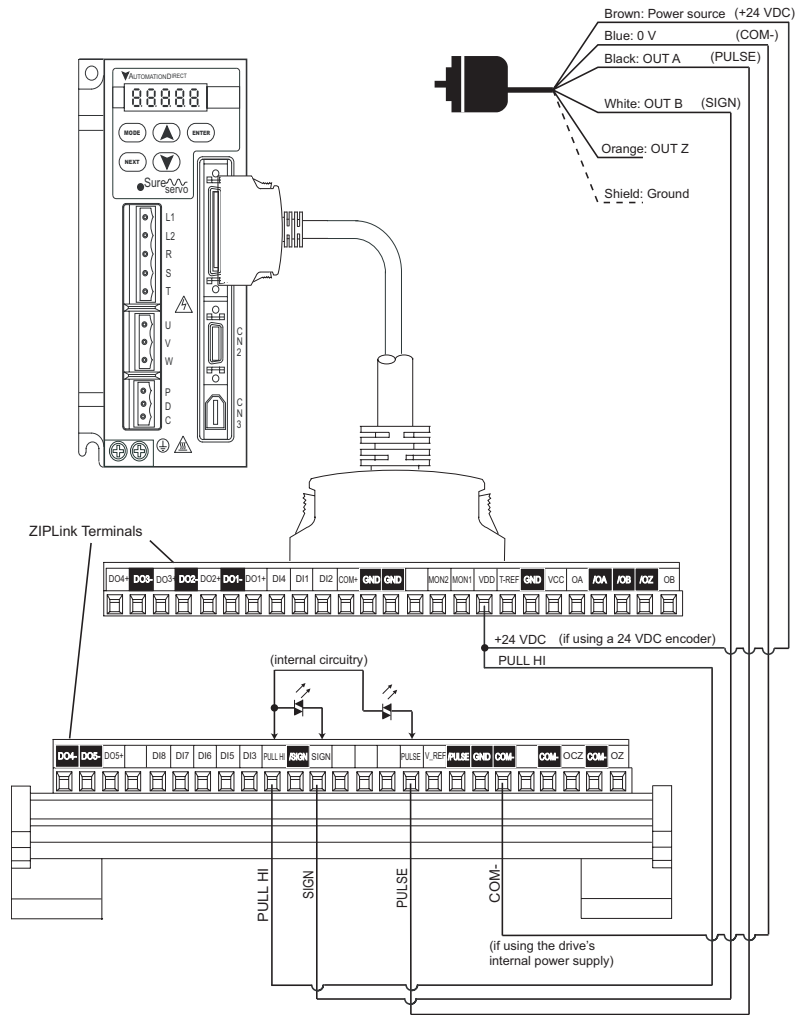 Brown: Power source (+24 VDC)
Blue: 0 V (COM-)
Black: OUT A (PULSE)
White: OUT B (SIGN)
Orange: OUT Z
Shield: Ground
AUTOMATIONDIRECT
88888
MODE
ENTER
NEXT
Sure
servo
L1
L2
R
S
T
U
V
W
P
D
C
CN2
CN3
ZIPLink Terminals
DO4+ DO3- DO3+ DO2- DO2+ DO1- DO1+ DI4 DI1 DI2 COM+ GND GND MON2 MON1 VDD T-REF GND VCC OA /OA /OB /OZ OB
+24 VDC (if using a 24 VDC encoder)
PULL HI
(internal circuitry)
DO4- DO5- DO5+ DI8 DI7 DI6 DI5 DI3 PULL HI /SIGN SIGN PULSE V_REF /PULSE GND COM- COM- OCZ COM- OZ
PULL HI
SIGN
PULSE
COM-
(if using the drive's
internal power supply)